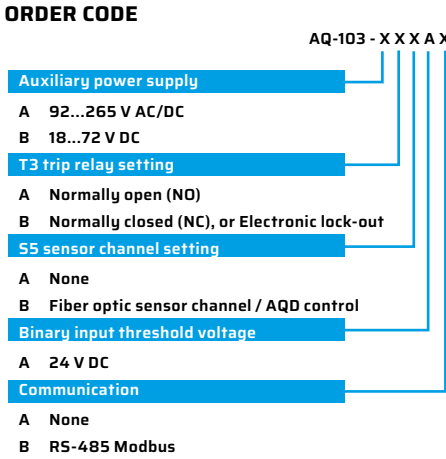 ORDER CODE
AQ-103 - X X X A X
Auxiliary power supply
A 92...265 V AC/DC
B 18...72 V DC
T3 trip relay setting
A Normally open (NO)
B Normally closed (NC), or Electronic lock-out
S5 sensor channel setting
A None
B Fiber optic sensor channel / AQD control
Binary input threshold voltage
A 24 V DC
Communication
A None
B RS-485 Modbus